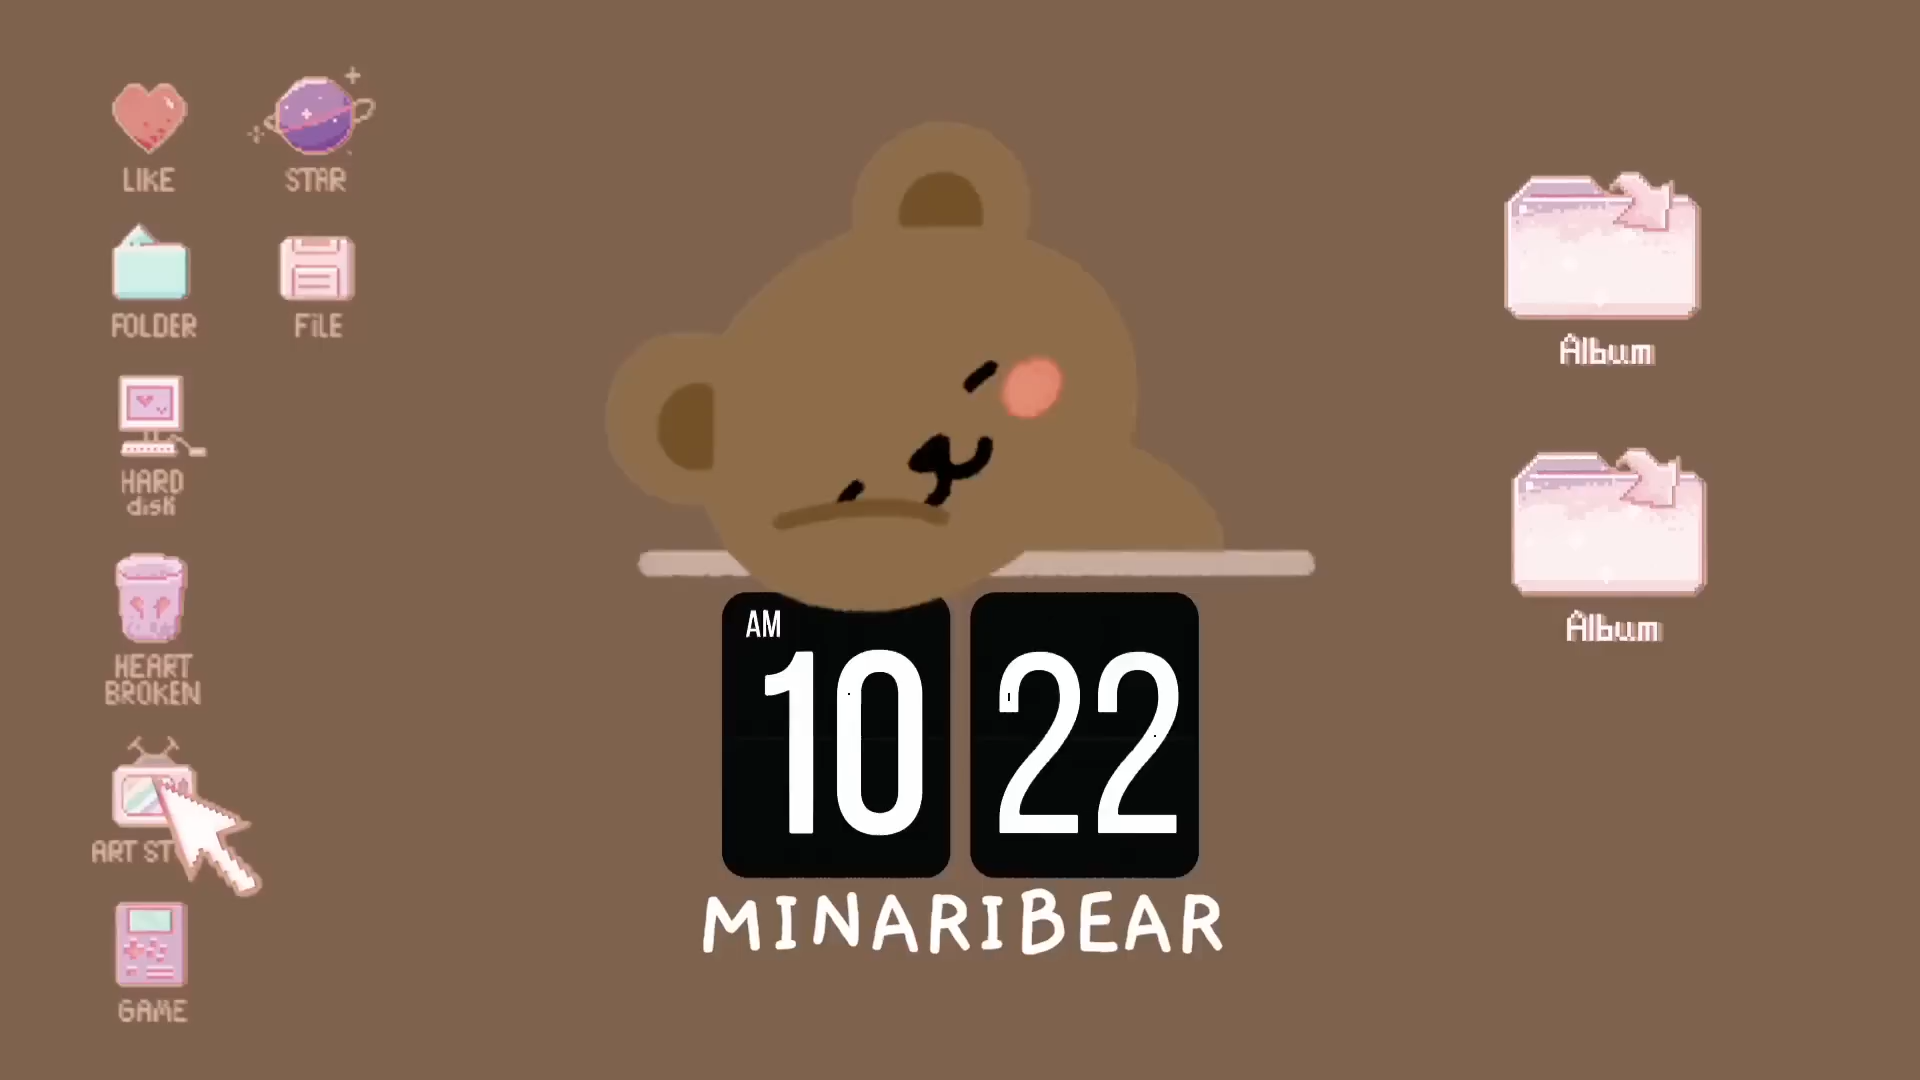 LIKE
STAR
FOLDER
FiLE
HARD
disk
HEART
BROKEN
ART ST
GAME
Album
Album
AM
10 22
MINARIBEAR